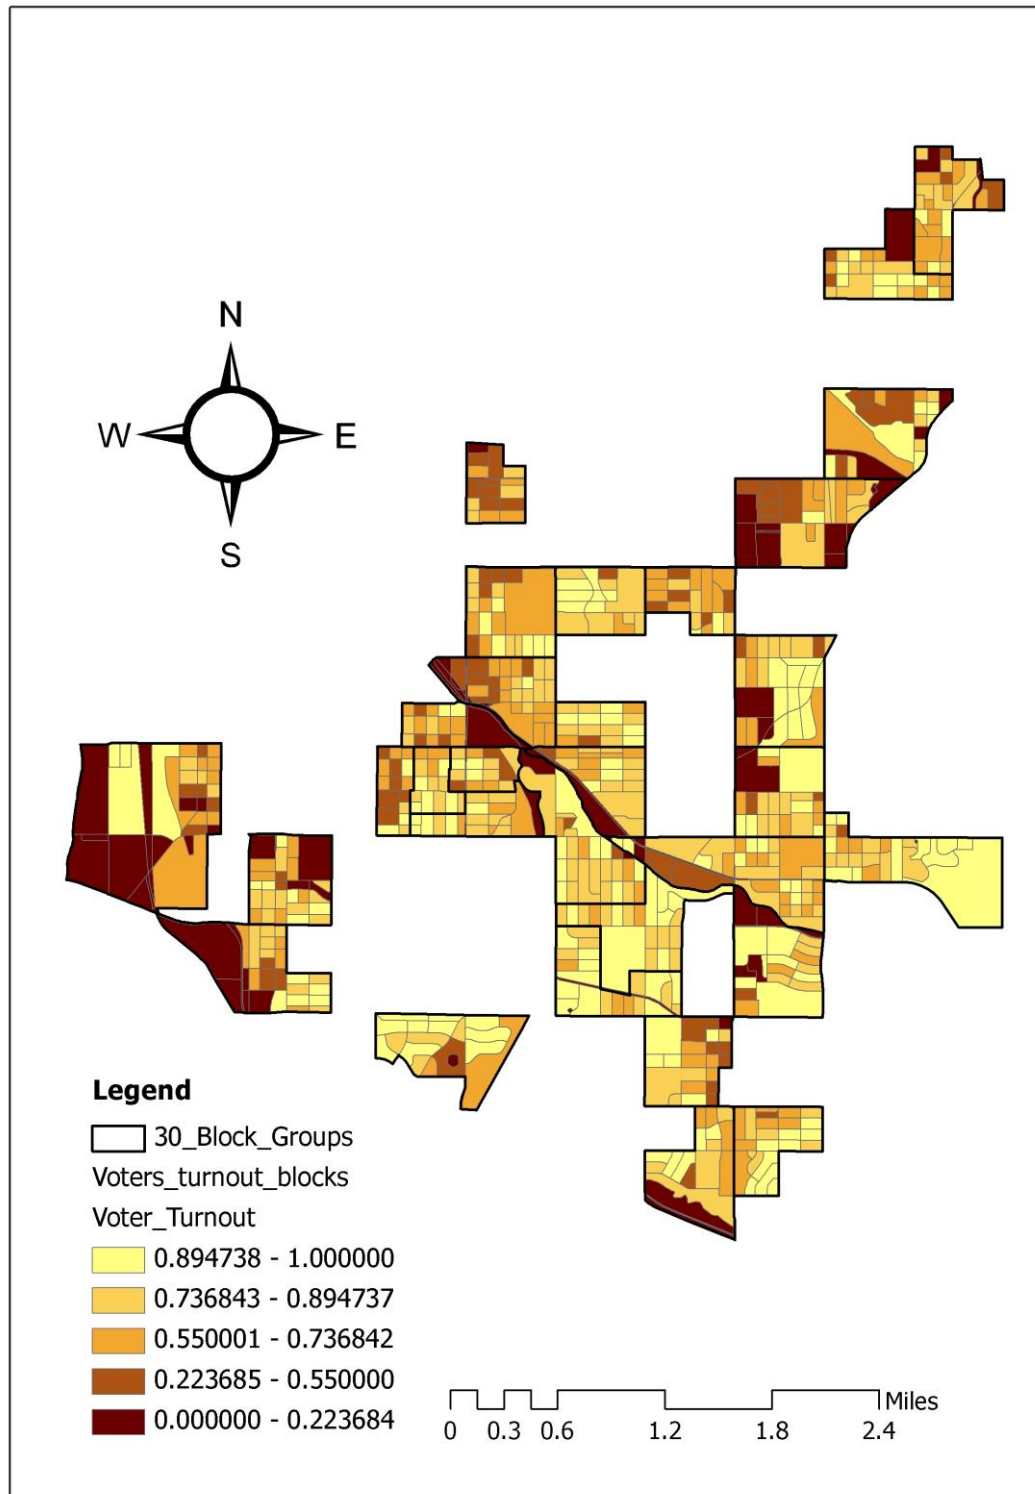 N
W E
S
Legend
30_Block_Groups
Voters_turnout_blocks
Voter_Turnout
0.894738 - 1.000000
0.736843 - 0.894737
0.550001 - 0.736842
0.223685 - 0.550000
0.000000 - 0.223684
Miles
0 0.3 0.6 1.2 1.8 2.4